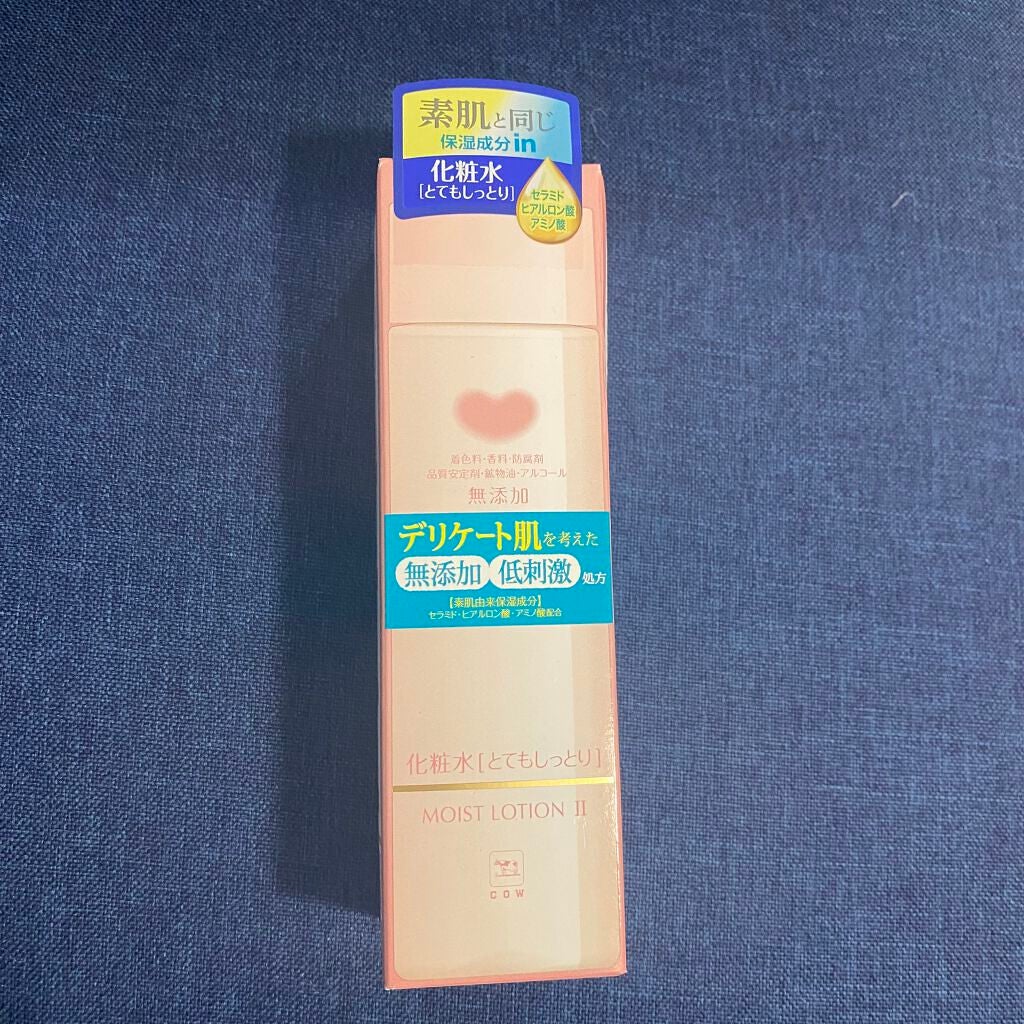 素肌と同じ
保湿成分in
化粧水
[とてもしっとり]
セラミド
ヒアルロン酸
アミノ酸
着色料・香料・防腐剤
品質安定剤・鉱物油・アルコール
無添加
デリケート肌を考えた
無添加 低刺激 処方
【素肌由来保湿成分】
セラミド・ヒアルロン酸・アミノ酸配合
化粧水[とてもしっとり]
MOIST LOTION II
COW